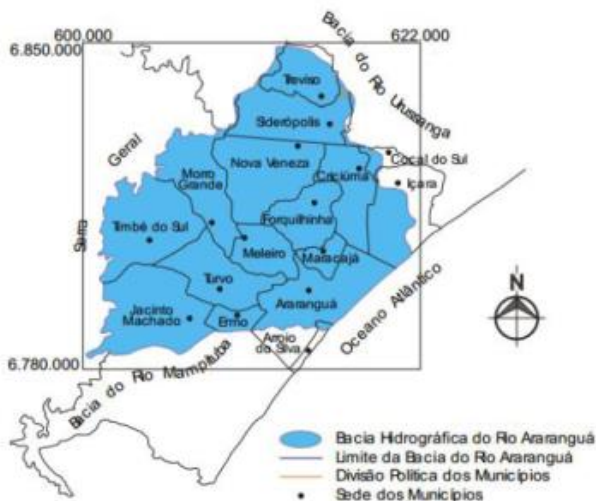 600.000
622.000
6.850.000
Bacia do Rio Urussanga
Treviso
Siderópolis
Geral
Nova Veneza
Cocal do Sul
Criciúma
Morro
Grande
Içara
Forquilhinha
Timbé do Sul
Serra
Meleiro
Maracajá
Turvo
Araranguá
Jacinto
Machado
Ermo
Arroio
do Silva
Oceano Atlântico
N
6.780.000
Bacia do Rio Mampituba
Bacia Hidrográfica do Rio Araranguá
Limite da Bacia do Rio Araranguá
Divisão Política dos Municípios
Sede dos Municípios